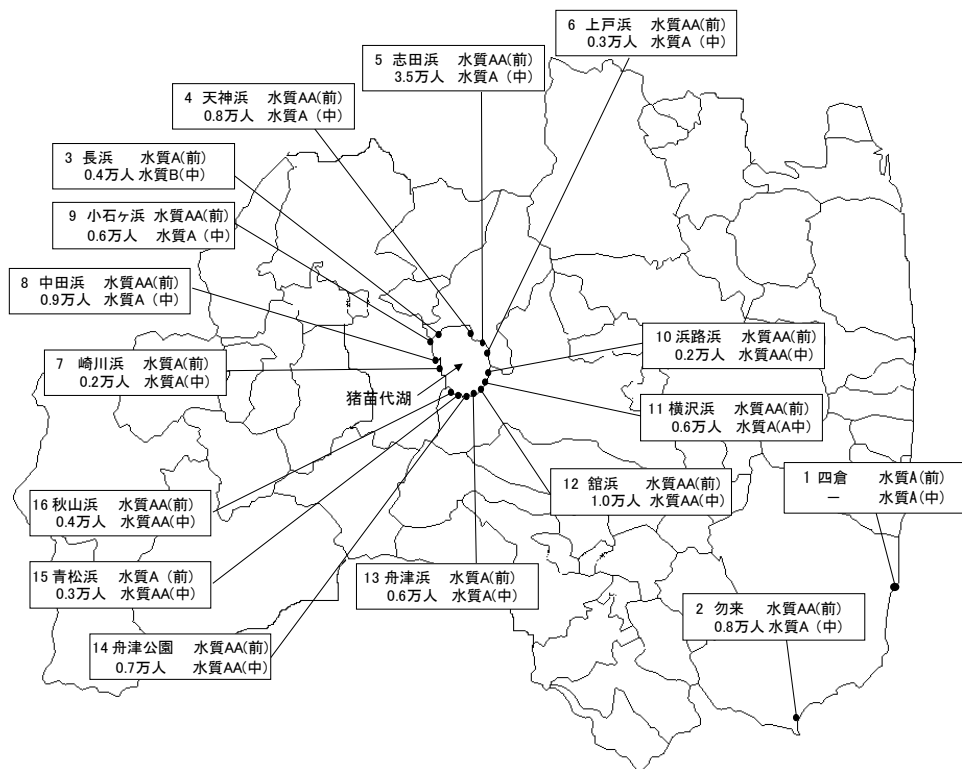 6 上戸浜 水質AA(前)
0.3万人 水質A (中)
5 志田浜 水質AA(前)
3.5万人 水質A (中)
4 天神浜 水質AA(前)
0.8万人 水質A (中)
3 長浜 水質A(前)
0.4万人 水質B(中)
9 小石ヶ浜 水質AA(前)
0.6万人 水質A (中)
8 中田浜 水質AA(前)
0.9万人 水質A (中)
7 崎川浜 水質A(前)
0.2万人 水質A(中)
猪苗代湖
10 浜路浜 水質AA(前)
0.2万人 水質AA(中)
11 横沢浜 水質AA(前)
0.6万人 水質A(A中)
12 舘浜 水質AA(前)
1.0万人 水質AA(中)
1 四倉 水質A(前)
― 水質A(中)
16 秋山浜 水質AA(前)
0.4万人 水質AA(中)
15 青松浜 水質A (前)
0.3万人 水質AA(中)
13 舟津浜 水質A(前)
0.6万人 水質A(中)
2 勿来 水質AA(前)
0.8万人 水質A (中)
14 舟津公園 水質AA(前)
0.7万人 水質AA(中)